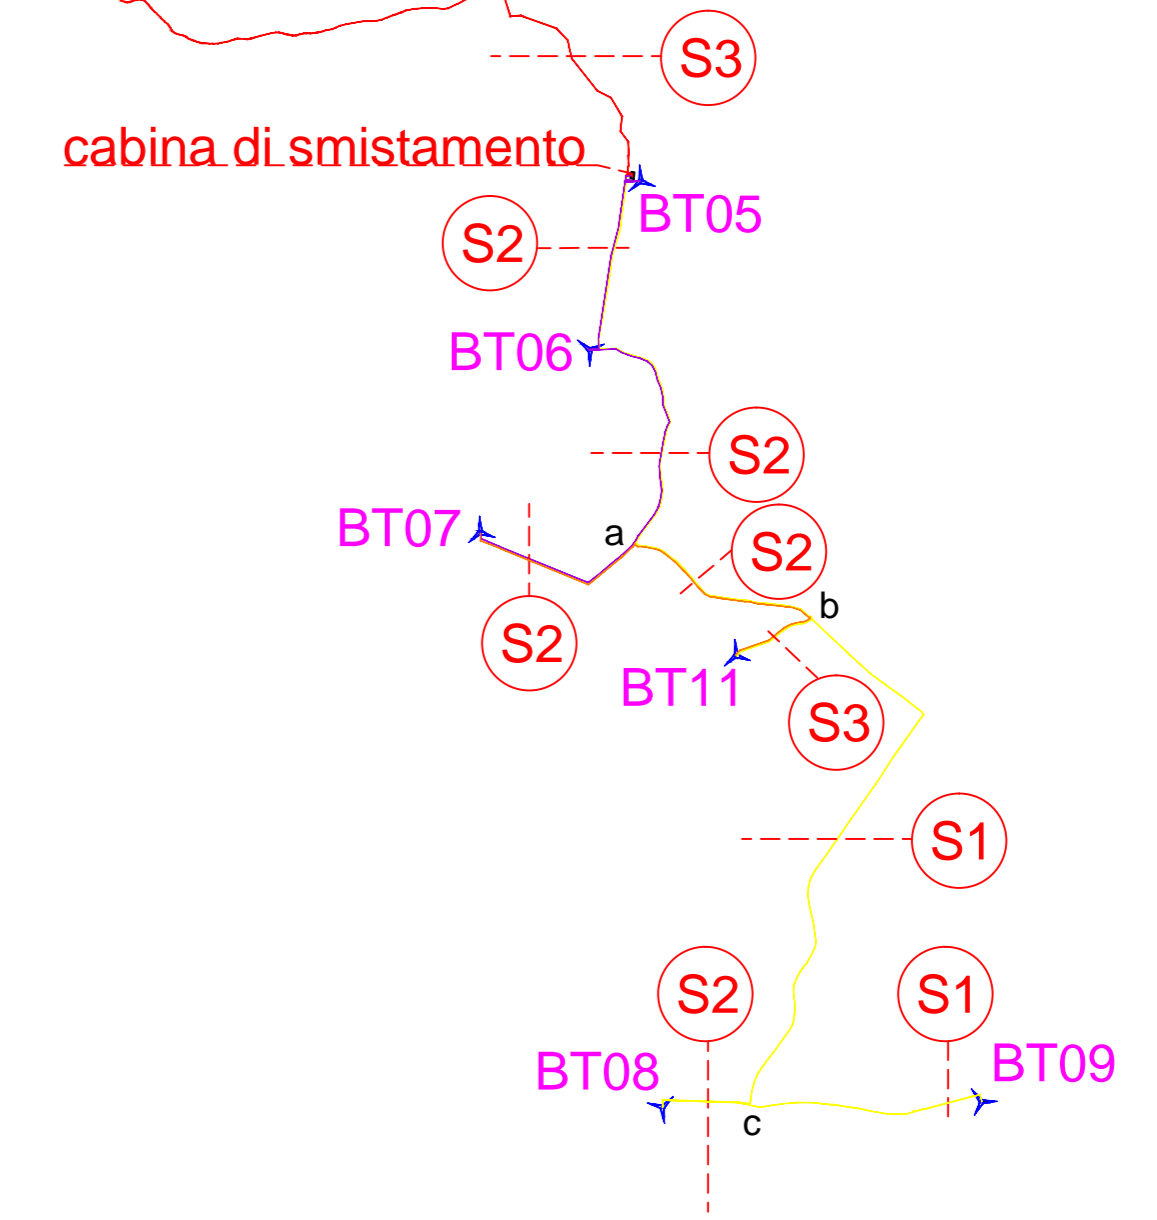 S3
cabina di smistamento
BT05
S2
BT06
S2
BT07
a
S2
b
S2
BT11
S3
S1
S2
S1
BT08
BT09
c